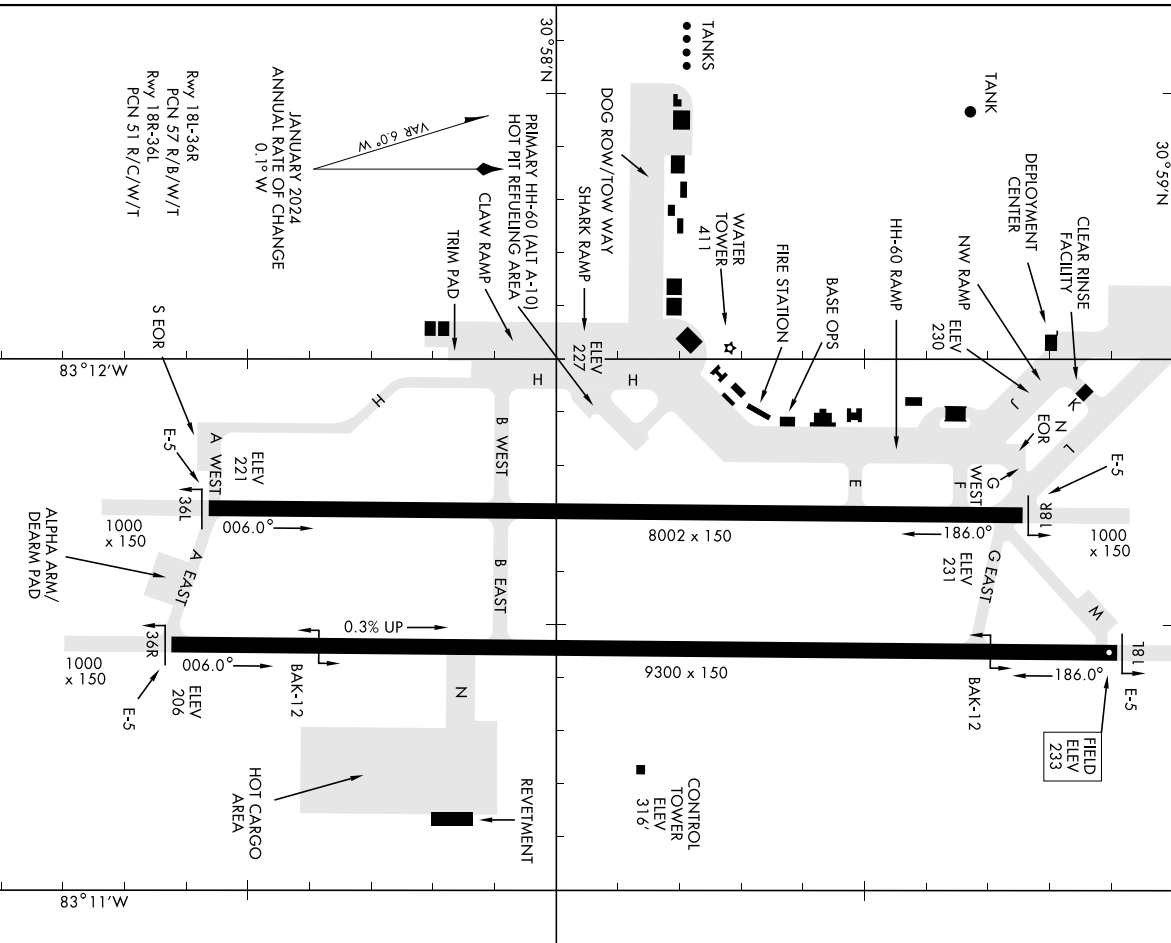 30°58'N
30°59'N
TANKS
TANK
DOG ROW/TOW WAY
PRIMARY HH-60 (ALT A-10)
HOT PIT REFUELING AREA
SHARK RAMP
CLAW RAMP
TRIM PAD
VAR 6.0° W
JANUARY 2024
ANNUAL RATE OF CHANGE
0.1° W
Rwy 18L-36R
PCN 57 R/B/W/T
Rwy 18R-36L
PCN 51 R/C/W/T
WATER
TOWER
411
FIRE STATION
BASE OPS
HH-60 RAMP
NW RAMP
DEPLOYMENT
CENTER
CLEAR RINSE
FACILITY
ELEV
230
ELEV
227
S EOR
83°12'W
H
H
H
J
K
L
N
EOR
G
WEST
F
E
E-5
E-5
A WEST
B WEST
ELEV
221
36L
006.0°
1000
x 150
8002 x 150
186.0°
18R
1000
x 150
ELEV
231
G EAST
W
A EAST
B EAST
ALPHA ARM/
DEARM PAD
36R
006.0°
1000
x 150
E-5
ELEV
206
0.3% UP
BAK-12
9300 x 150
BAK-12
186.0°
18L
E-5
FIELD
ELEV
233
N
HOT CARGO
AREA
REVETMENT
CONTROL
TOWER
ELEV
316'
83°11'W